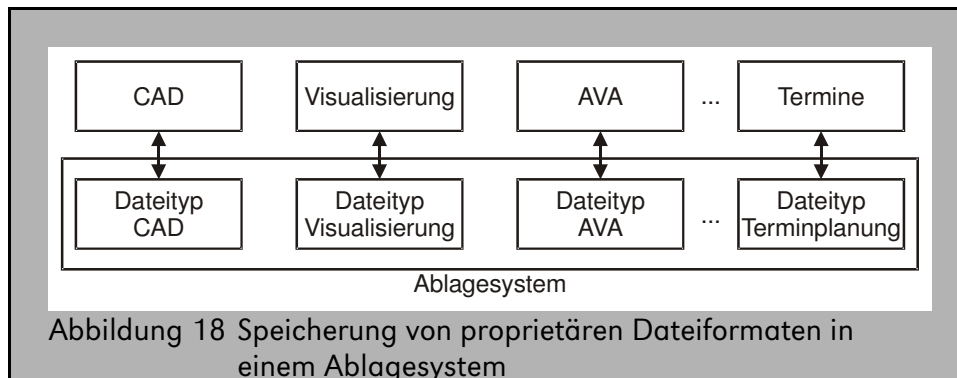 CAD Visualisierung AVA ... Termine
Dateityp Dateityp Dateityp Dateityp
CAD Visualisierung AVA ... Terminplanung
Ablagesystem
Abbildung 18 Speicherung von proprietären Dateiformaten in
einem Ablagesystem